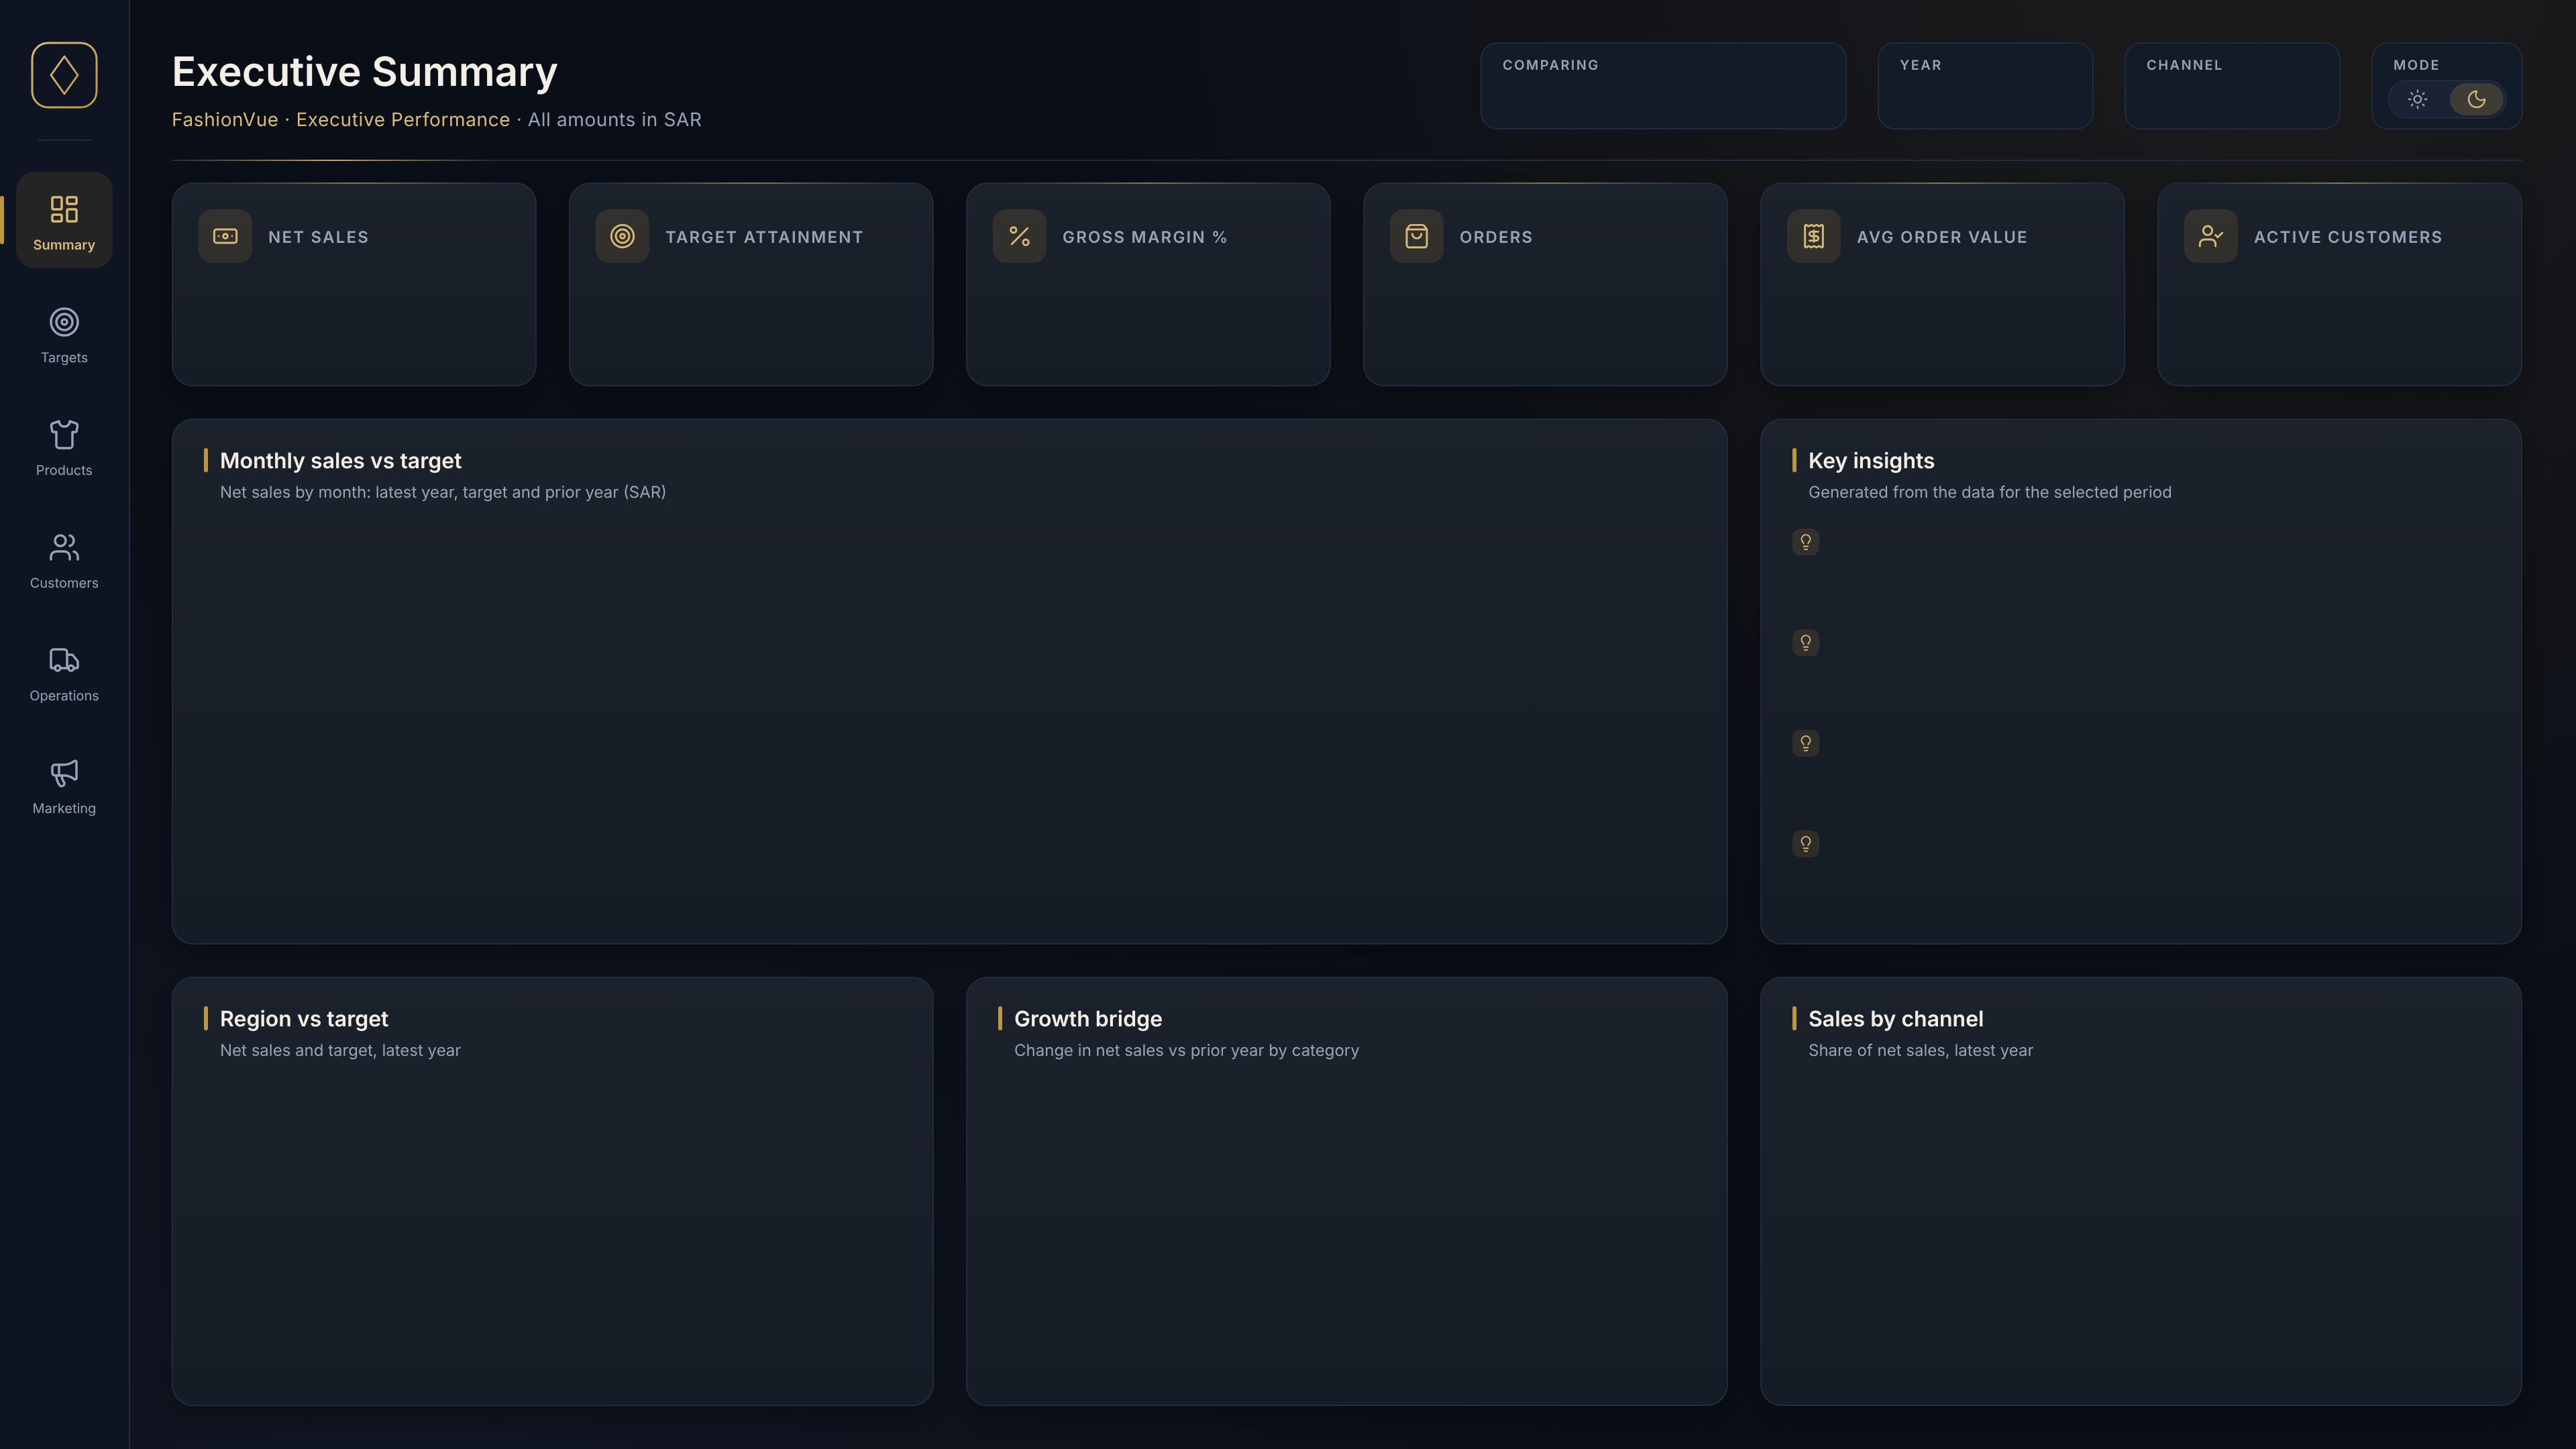 Executive Summary
FashionVue · Executive Performance · All amounts in SAR
COMPARING
YEAR
CHANNEL
MODE
Summary
Targets
Products
Customers
Operations
Marketing
NET SALES
TARGET ATTAINMENT
GROSS MARGIN %
ORDERS
AVG ORDER VALUE
ACTIVE CUSTOMERS
Monthly sales vs target
Net sales by month: latest year, target and prior year (SAR)
Key insights
Generated from the data for the selected period
Region vs target
Net sales and target, latest year
Growth bridge
Change in net sales vs prior year by category
Sales by channel
Share of net sales, latest year